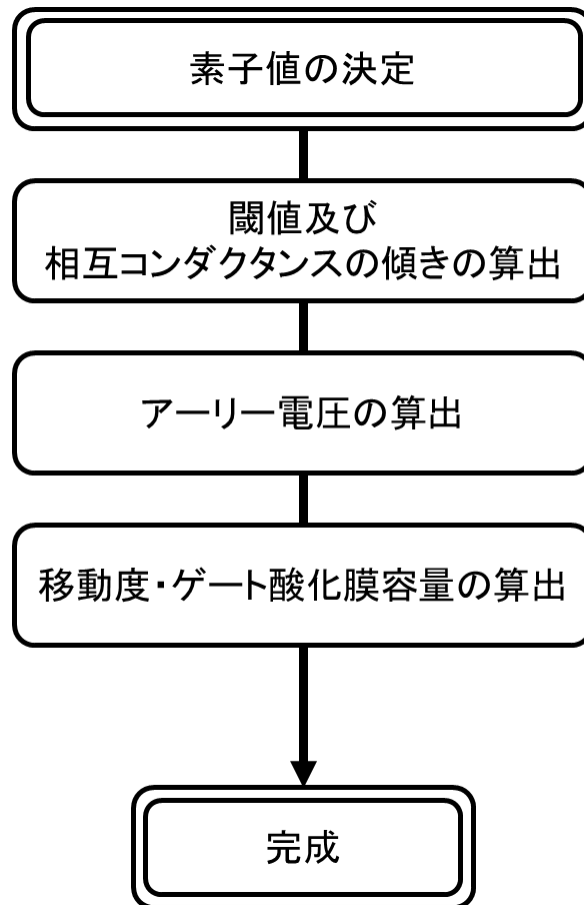 素子値の決定
閾値及び
相互コンダクタンスの傾きの算出
アーリー電圧の算出
移動度・ゲート酸化膜容量の算出
完成